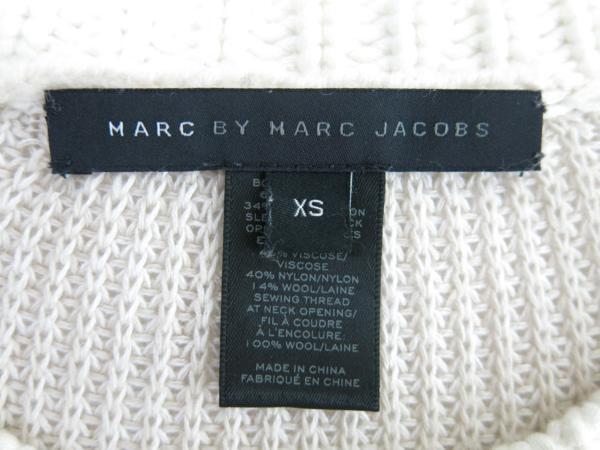 MARC BY MARC JACOBS
XS
VISCOSE/
VISCOSE
40% NYLON/NYLON
14% WOOL/LAINE
SEWING THREAD
AT NECK OPENING/
FIL À COUDRE
À L'ENCOLURE:
100% WOOL/LAINE
MADE IN CHINA
FABRIQUÉ EN CHINE